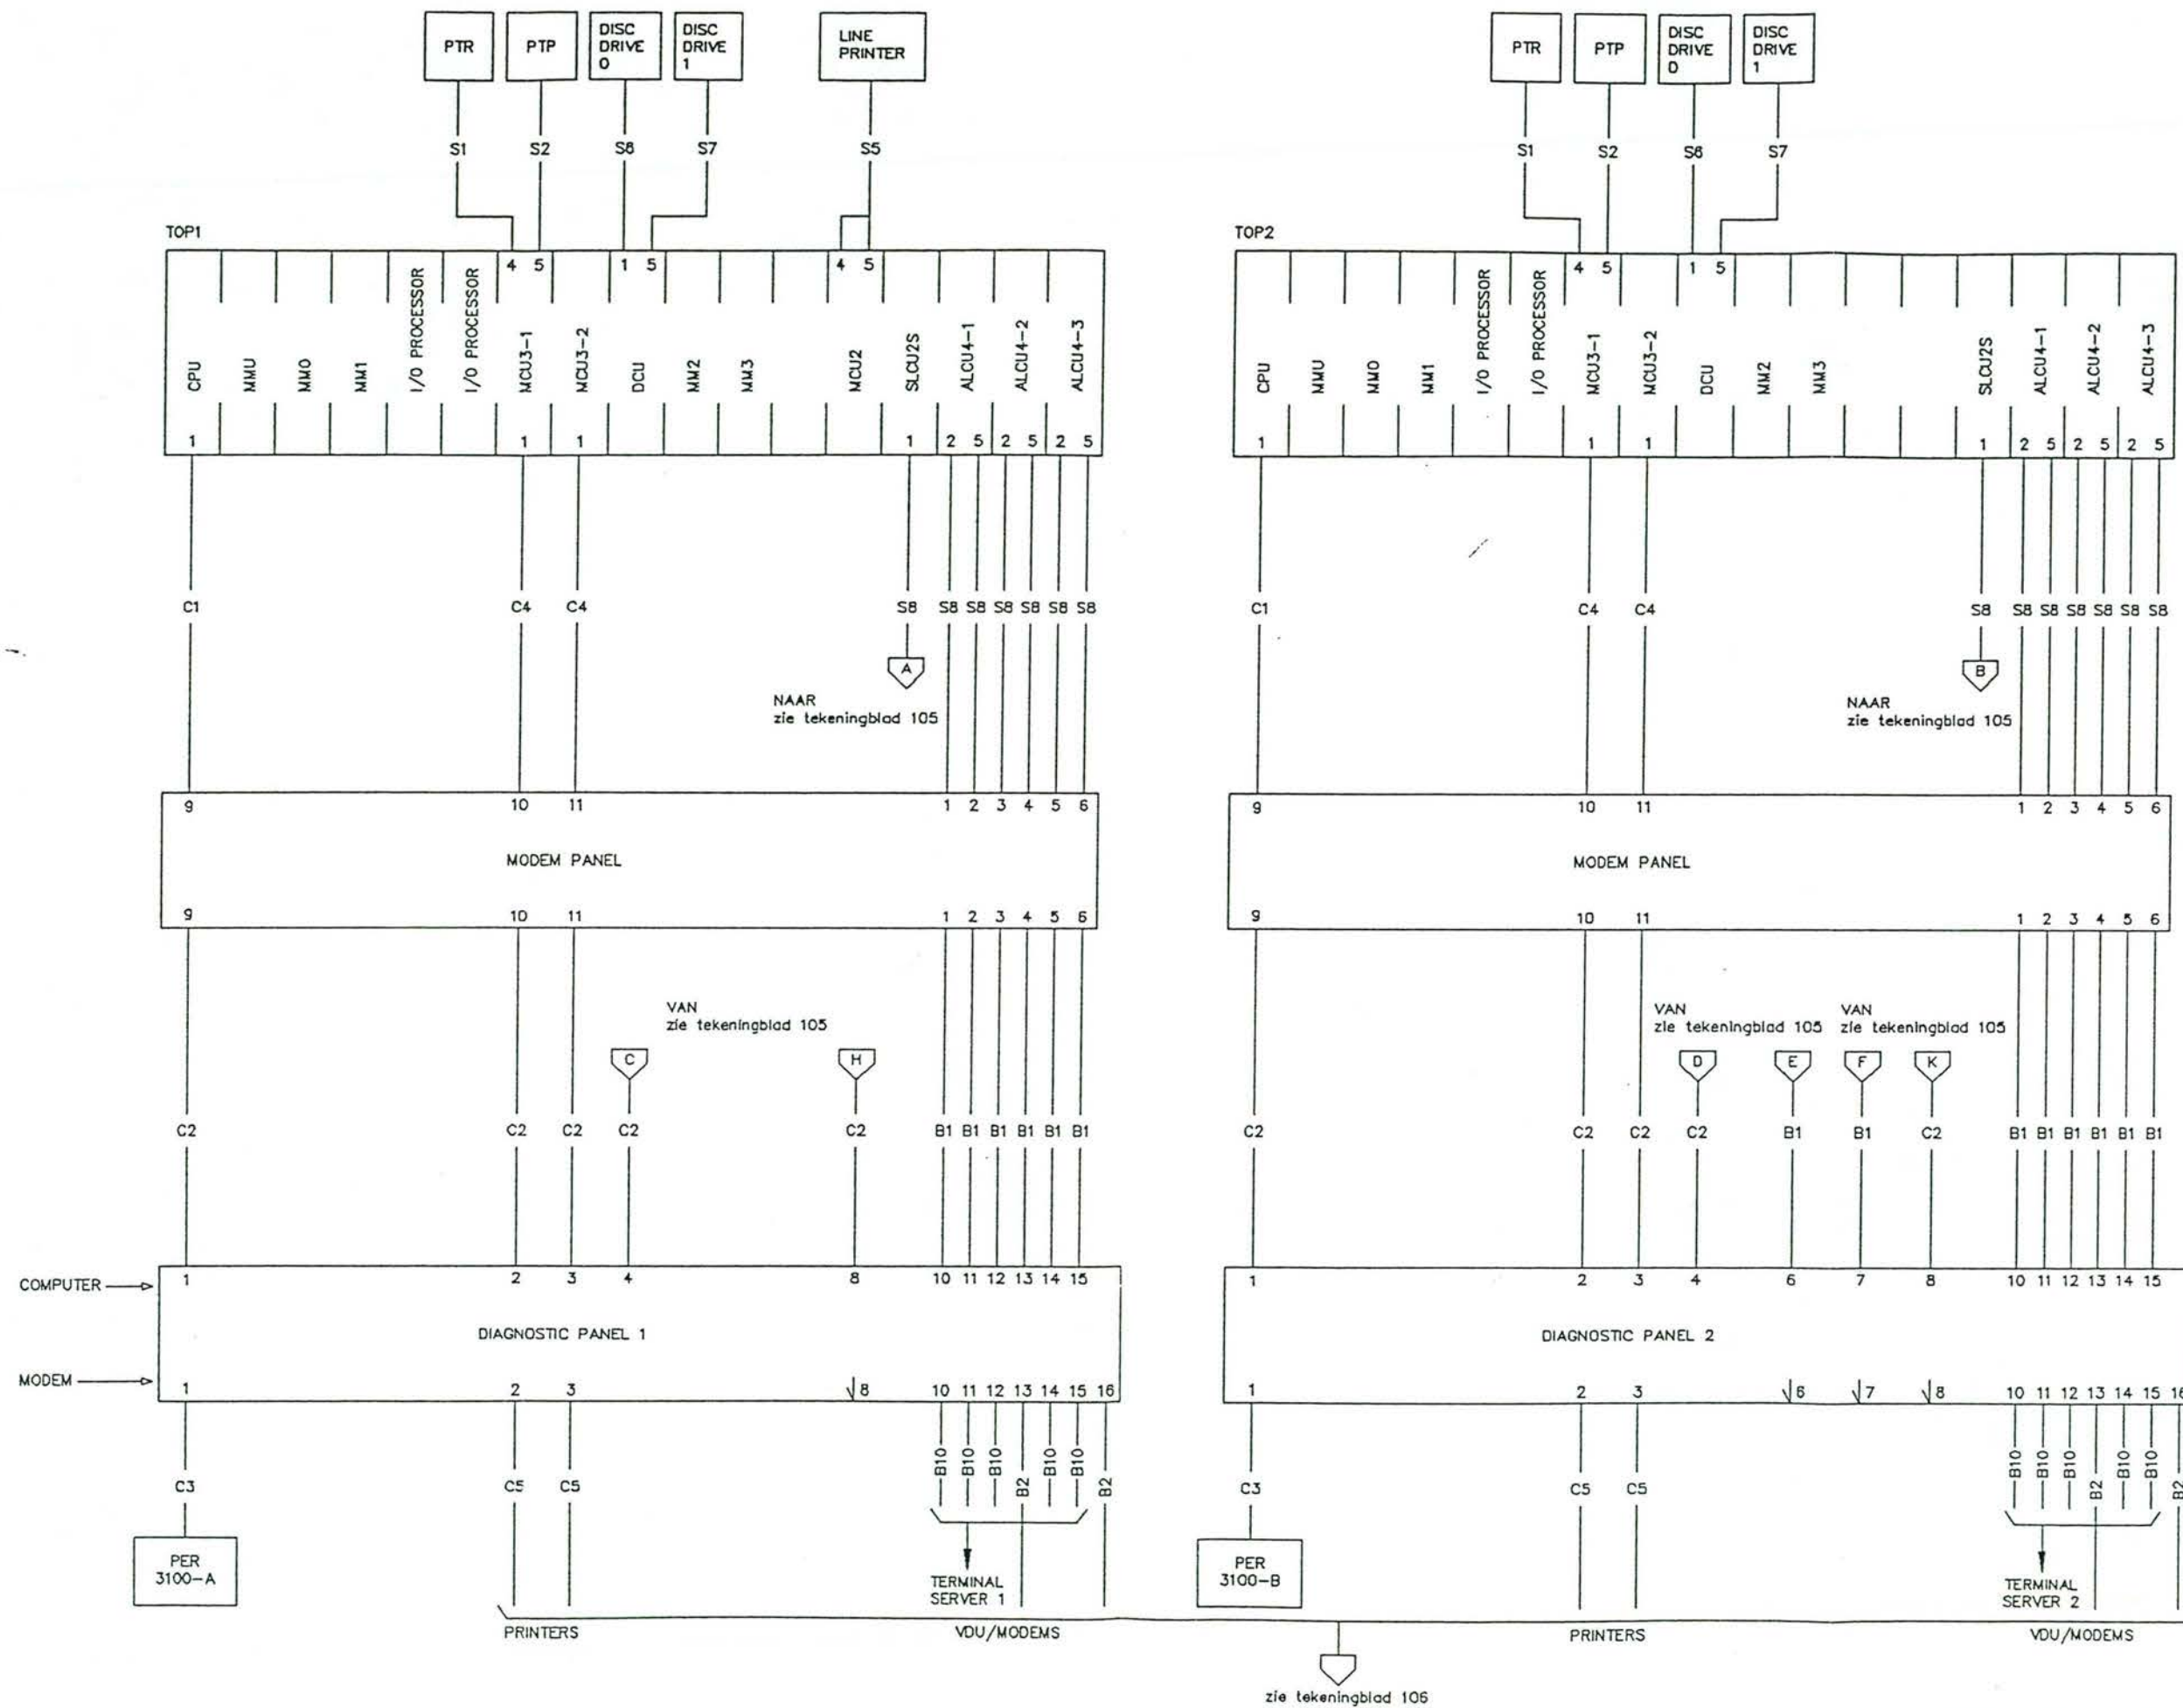 PTR PTP DISC DRIVE 0 DISC DRIVE 1 LINE PRINTER
PTR PTP DISC DRIVE 0 DISC DRIVE 1
S1 S2 S6 S7 S5
S1 S2 S6 S7
TOP1
4 5 1 5 4 5
CPU MMU MM0 MM1 I/O PROCESSOR I/O PROCESSOR MCU3-1 MCU3-2 DCU MM2 MM3 MCU2 SLCU2S ALCU4-1 ALCU4-2 ALCU4-3
1 1 1 1 2 5 2 5 2 5
TOP2
4 5 1 5
CPU MMU MM0 MM1 I/O PROCESSOR I/O PROCESSOR MCU3-1 MCU3-2 DCU MM2 MM3 SLCU2S ALCU4-1 ALCU4-2 ALCU4-3
1 1 1 1 2 5 2 5 2 5
C1 C4 C4 S8 S8 S8 S8 S8 S8 S8
A
NAAR
zie tekeningblad 105
C1 C4 C4 S8 S8 S8 S8 S8 S8 S8
B
NAAR
zie tekeningblad 105
9 10 11 1 2 3 4 5 6
MODEM PANEL
9 10 11 1 2 3 4 5 6
9 10 11 1 2 3 4 5 6
MODEM PANEL
9 10 11 1 2 3 4 5 6
VAN
zie tekeningblad 105
C H
C2 C2 C2 C2 C2 B1 B1 B1 B1 B1 B1
VAN
zie tekeningblad 105
VAN
zie tekeningblad 105
D E F K
C2 C2 C2 C2 B1 B1 C2 B1 B1 B1 B1 B1 B1
COMPUTER
1 2 3 4 8 10 11 12 13 14 15
DIAGNOSTIC PANEL 1
MODEM
1 2 3 8 10 11 12 13 14 15 16
1 2 3 4 6 7 8 10 11 12 13 14 15
DIAGNOSTIC PANEL 2
1 2 3 6 7 8 10 11 12 13 14 15 16
C3 C5 C5 B10 B10 B10 B2 B10 B10 B2
C3 C5 C5 B10 B10 B10 B2 B10 B10 B2
PER
3100-A
TERMINAL
SERVER 1
PER
3100-B
TERMINAL
SERVER 2
PRINTERS VDU/MODEMS
PRINTERS VDU/MODEMS
zie tekeningblad 106